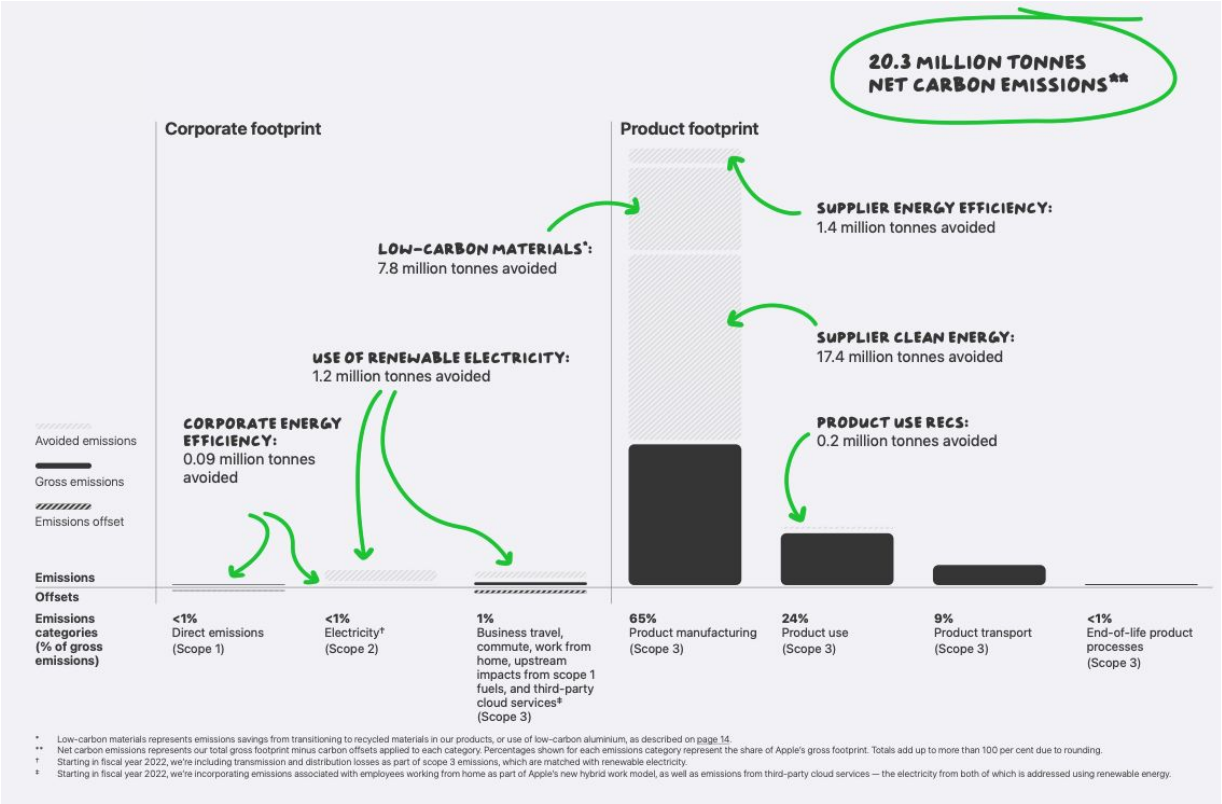 20.3 MILLION TONNES
NET CARBON EMISSIONS**
Corporate footprint
Product footprint
SUPPLIER ENERGY EFFICIENCY:
1.4 million tonnes avoided
LOW-CARBON MATERIALS*:
7.8 million tonnes avoided
SUPPLIER CLEAN ENERGY:
17.4 million tonnes avoided
USE OF RENEWABLE ELECTRICITY:
1.2 million tonnes avoided
CORPORATE ENERGY
EFFICIENCY:
0.09 million tonnes
avoided
PRODUCT USE RECS:
0.2 million tonnes avoided
Avoided emissions
Gross emissions
Emissions offset
Emissions
Offsets
Emissions
categories
(% of gross
emissions)
<1%
Direct emissions
(Scope 1)
<1%
Electricity†
(Scope 2)
1%
Business travel,
commute, work from
home, upstream
impacts from scope 1
fuels, and third-party
cloud services‡
(Scope 3)
65%
Product manufacturing
(Scope 3)
24%
Product use
(Scope 3)
9%
Product transport
(Scope 3)
<1%
End-of-life product
processes
(Scope 3)
* Low-carbon materials represents emissions savings from transitioning to recycled materials in our products, or use of low-carbon aluminium, as described on page 14.
** Net carbon emissions represents our total gross footprint minus carbon offsets applied to each category. Percentages shown for each emissions category represent the share of Apple's gross footprint. Totals add up to more than 100 per cent due to rounding.
† Starting in fiscal year 2022, we're including transmission and distribution losses as part of scope 3 emissions, which are matched with renewable electricity.
‡ Starting in fiscal year 2022, we're incorporating emissions associated with employees working from home as part of Apple's new hybrid work model, as well as emissions from third-party cloud services — the electricity from both of which is addressed using renewable energy.